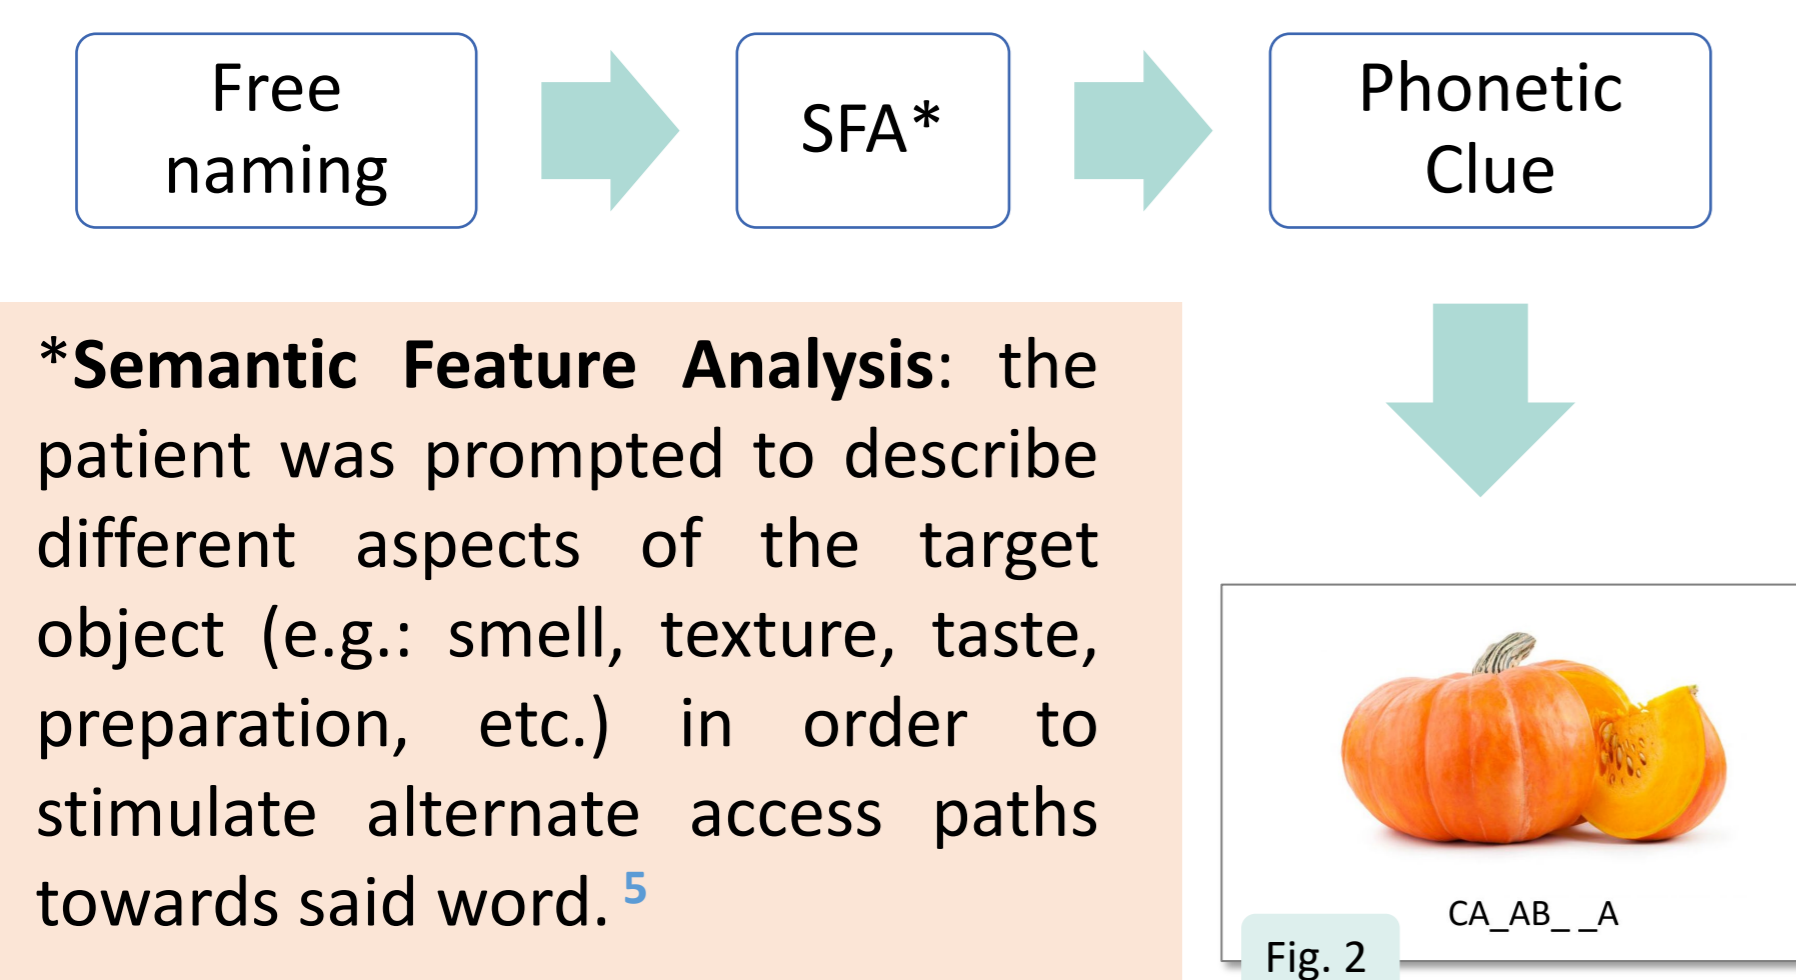 Free
naming
SFA*
Phonetic
Clue
*Semantic Feature Analysis: the
patient was prompted to describe
different aspects of the target
object (e.g.: smell, texture, taste,
preparation, etc.) in order to
stimulate alternate access paths
towards said word. 5
CA_AB_ _A
Fig. 2